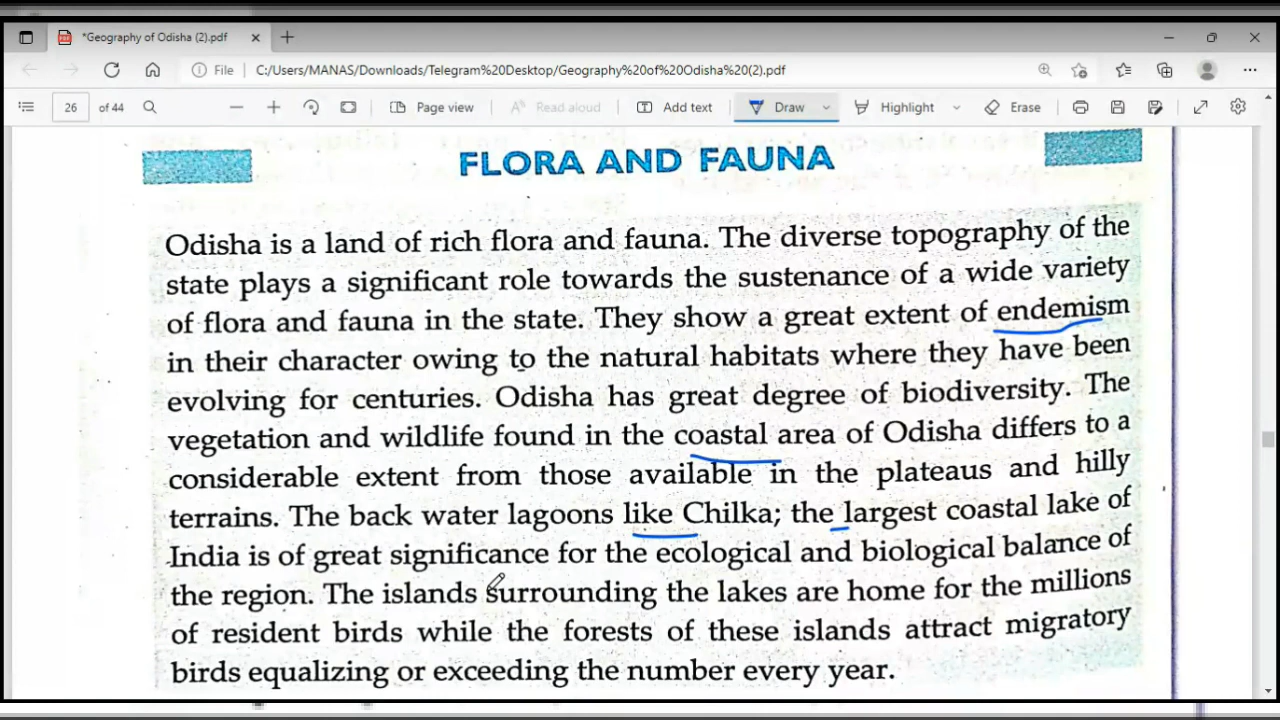 *Geography of Odisha (2).pdf
File C:/Users/MANAS/Downloads/Telegram%20Desktop/Geography%20of%20Odisha%20(2).pdf
26 of 44 Page view Read aloud Add text Draw Highlight Erase
FLORA AND FAUNA
Odisha is a land of rich flora and fauna. The diverse topography of the
state plays a significant role towards the sustenance of a wide variety
of flora and fauna in the state. They show a great extent of endemism
in their character owing to the natural habitats where they have been
evolving for centuries. Odisha has great degree of biodiversity. The
vegetation and wildlife found in the coastal area of Odisha differs to a
considerable extent from those available in the plateaus and hilly
terrains. The back water lagoons like Chilka; the largest coastal lake of
India is of great significance for the ecological and biological balance of
the region. The islands surrounding the lakes are home for the millions
of resident birds while the forests of these islands attract migratory
birds equalizing or exceeding the number every year.